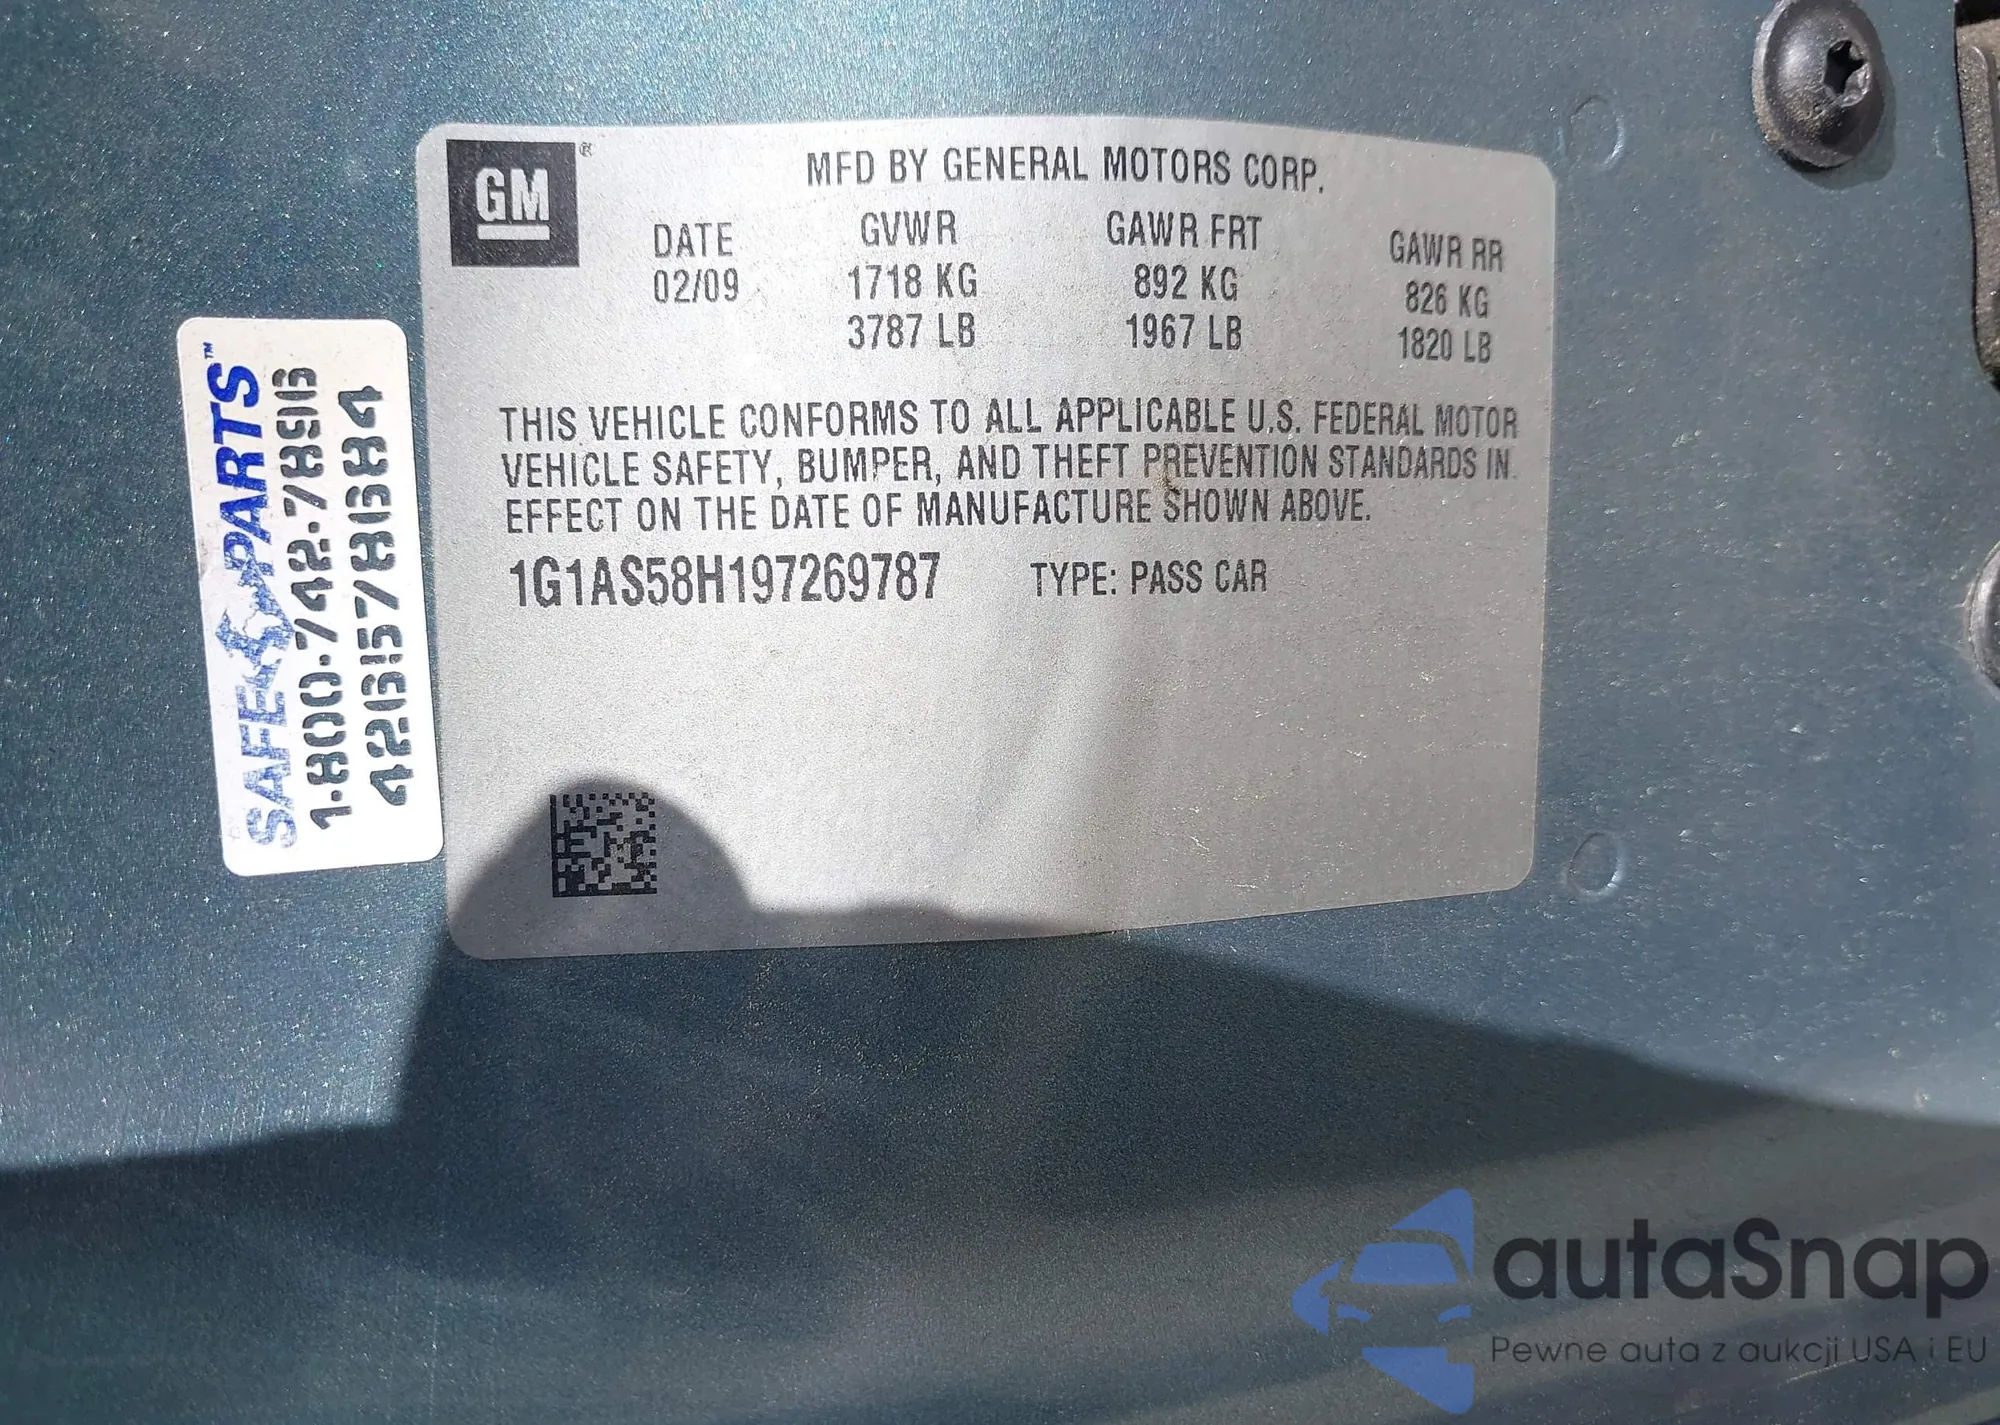 GM®
MFD BY GENERAL MOTORS CORP.
DATE GVWR GAWR FRT GAWR RR
02/09 1718 KG 892 KG 826 KG
3787 LB 1967 LB 1820 LB
THIS VEHICLE CONFORMS TO ALL APPLICABLE U.S. FEDERAL MOTOR
VEHICLE SAFETY, BUMPER, AND THEFT PREVENTION STANDARDS IN
EFFECT ON THE DATE OF MANUFACTURE SHOWN ABOVE.
1G1AS58H197269787 TYPE: PASS CAR
SAFE PARTS™
1-800-742-7896
4261578684
autaSnap
Pewne auta z aukcji USA i EU